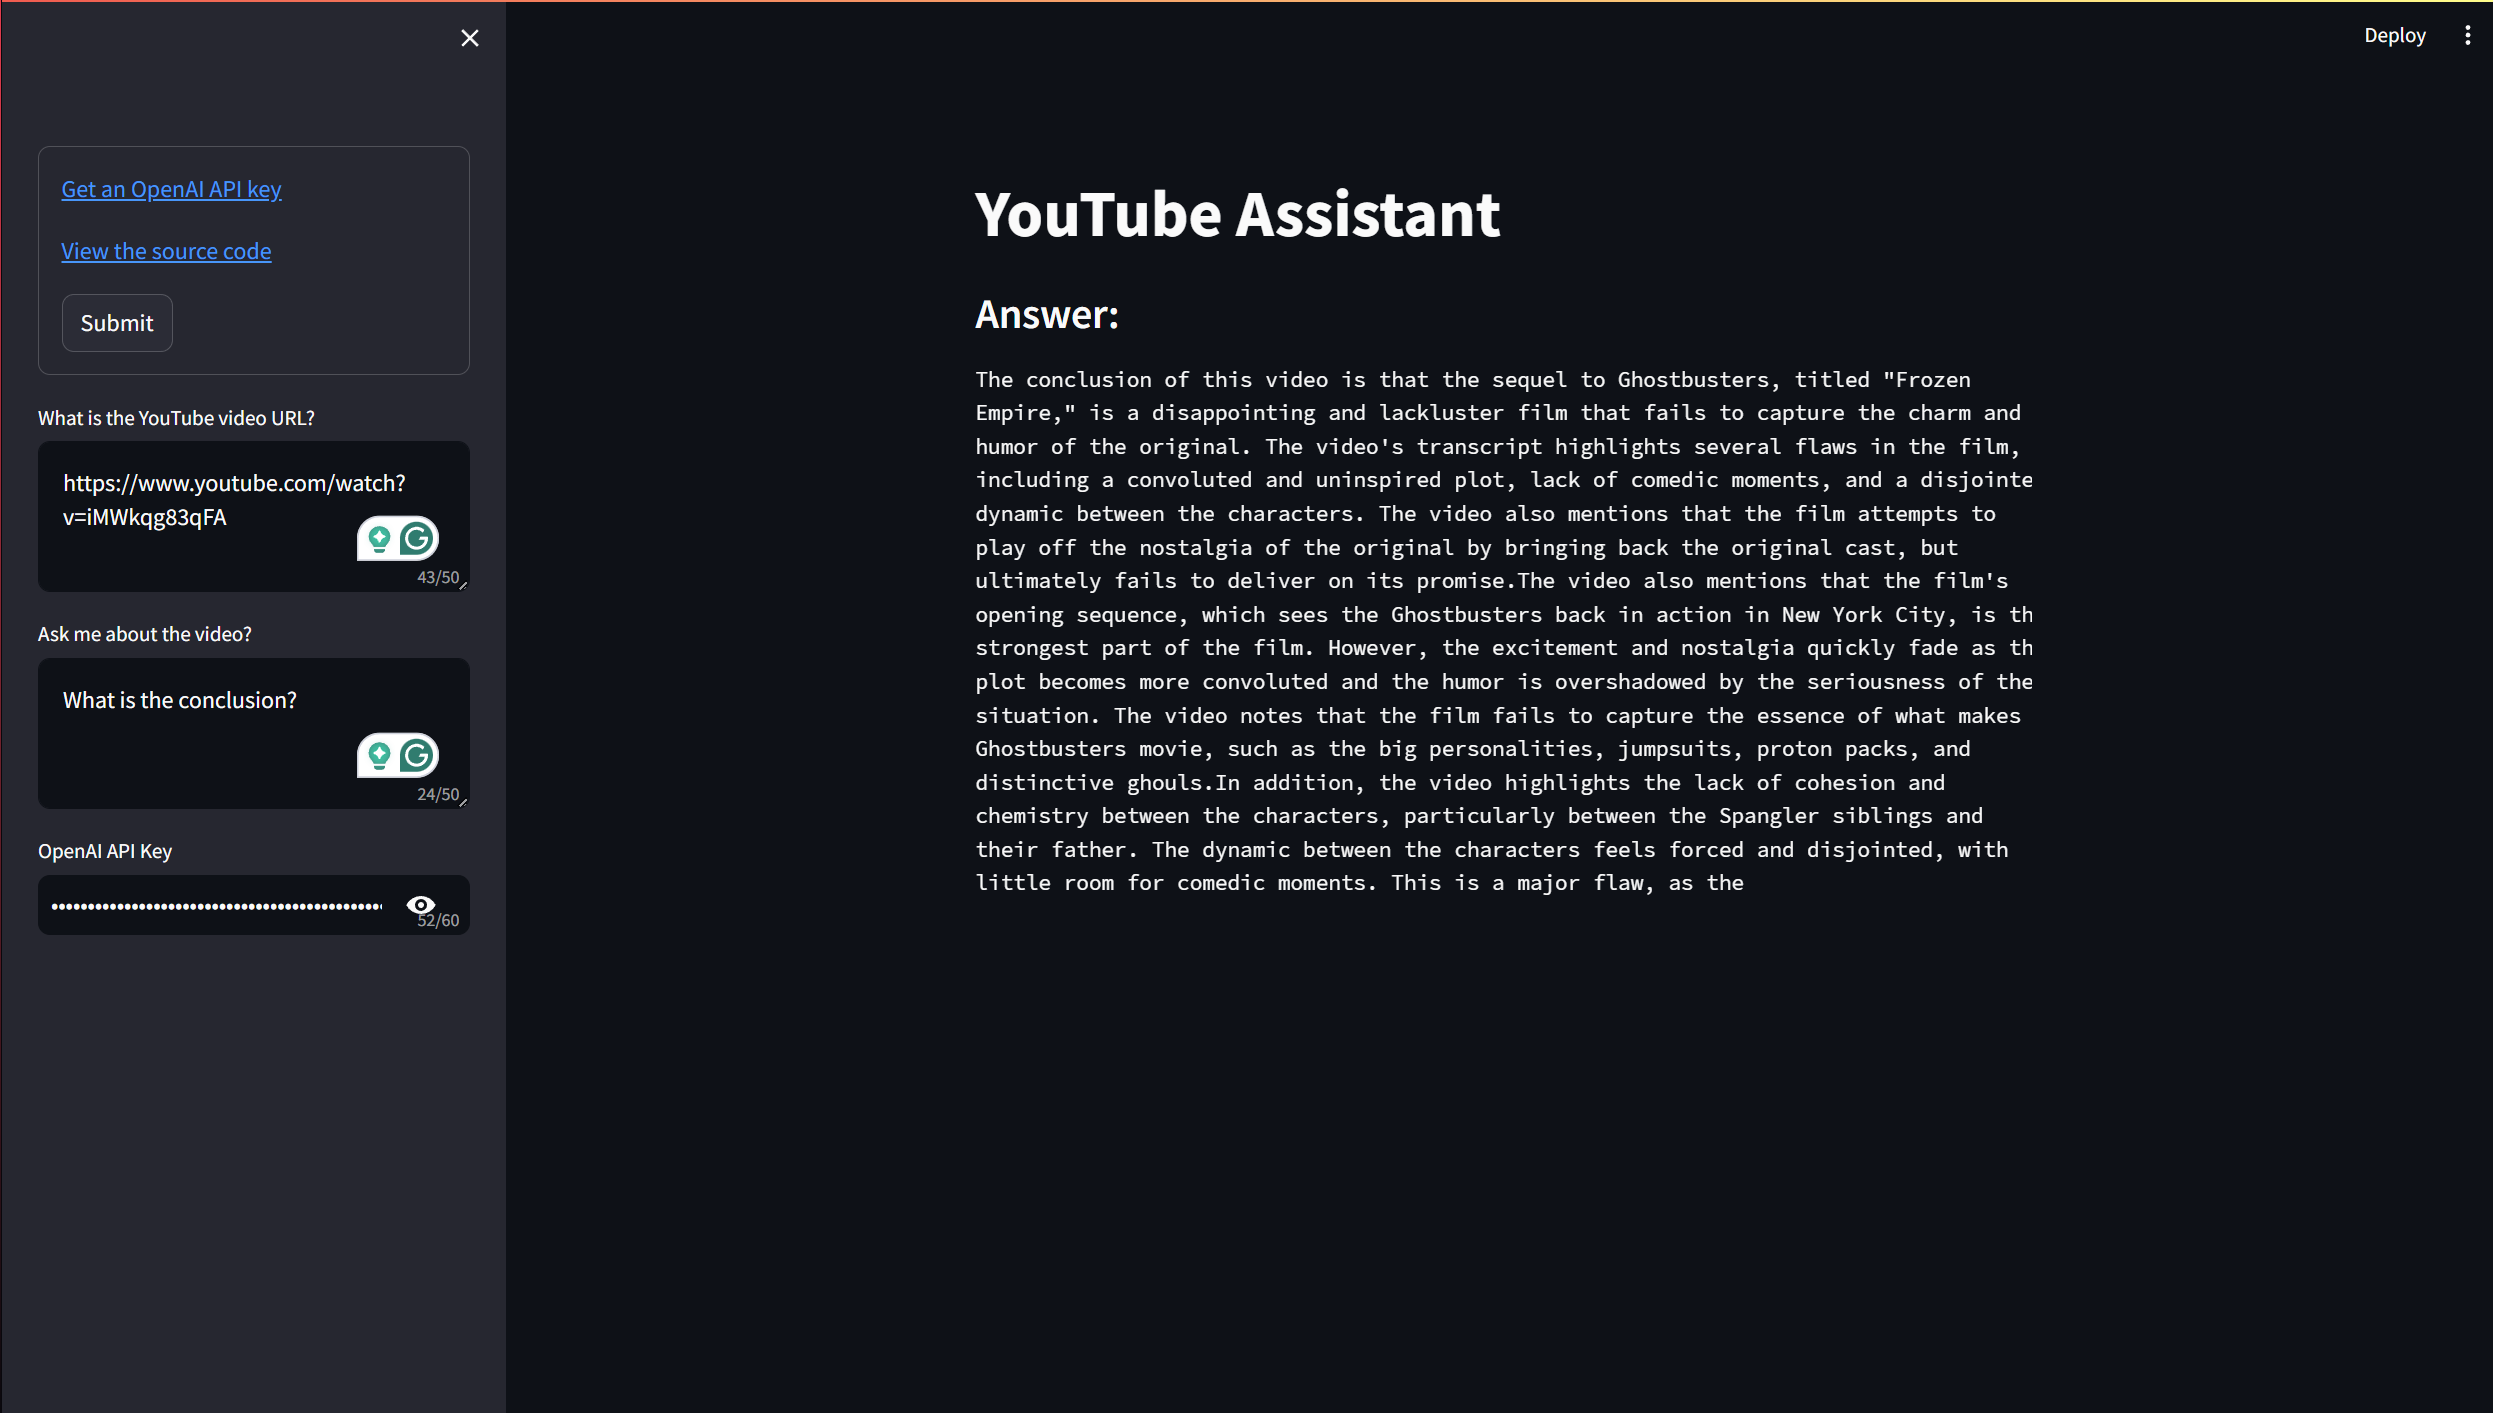 Deploy
Get an OpenAI API key
View the source code
Submit
What is the YouTube video URL?
https://www.youtube.com/watch?
v=iMWkqg83qFA
43/50
Ask me about the video?
What is the conclusion?
24/50
OpenAI API Key
52/60
YouTube Assistant
Answer:
The conclusion of this video is that the sequel to Ghostbusters, titled "Frozen
Empire," is a disappointing and lackluster film that fails to capture the charm and
humor of the original. The video's transcript highlights several flaws in the film,
including a convoluted and uninspired plot, lack of comedic moments, and a disjointe
dynamic between the characters. The video also mentions that the film attempts to
play off the nostalgia of the original by bringing back the original cast, but
ultimately fails to deliver on its promise.The video also mentions that the film's
opening sequence, which sees the Ghostbusters back in action in New York City, is th
strongest part of the film. However, the excitement and nostalgia quickly fade as th
plot becomes more convoluted and the humor is overshadowed by the seriousness of the
situation. The video notes that the film fails to capture the essence of what makes
Ghostbusters movie, such as the big personalities, jumpsuits, proton packs, and
distinctive ghouls.In addition, the video highlights the lack of cohesion and
chemistry between the characters, particularly between the Spangler siblings and
their father. The dynamic between the characters feels forced and disjointed, with
little room for comedic moments. This is a major flaw, as the